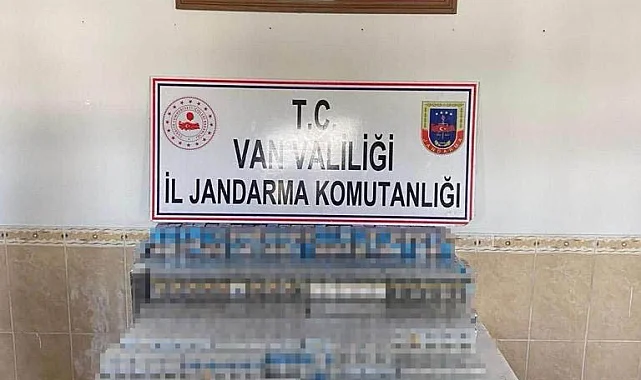 T.C.
VAN VALİLİĞİ
İL JANDARMA KOMUTANLIĞI